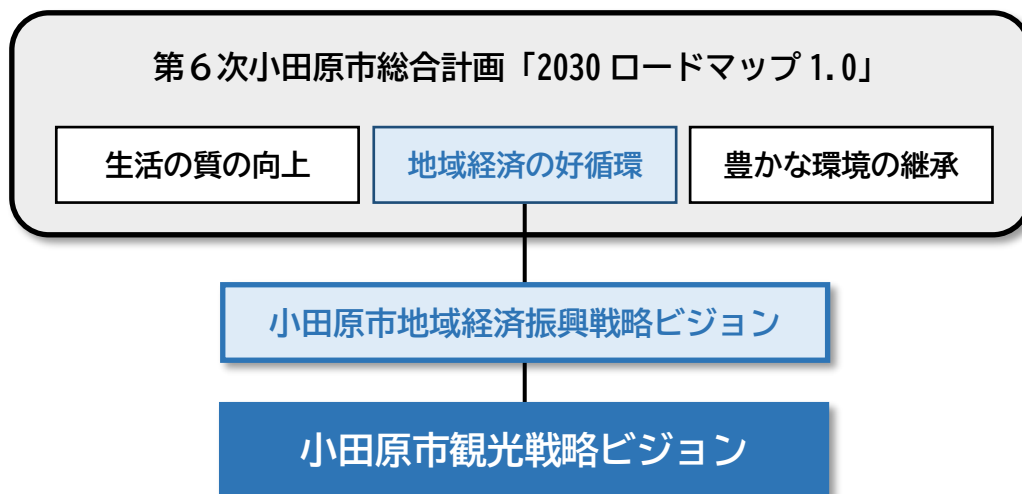 第６次小田原市総合計画「2030 ロードマップ 1.0」
生活の質の向上
地域経済の好循環
豊かな環境の継承
小田原市地域経済振興戦略ビジョン
小田原市観光戦略ビジョン